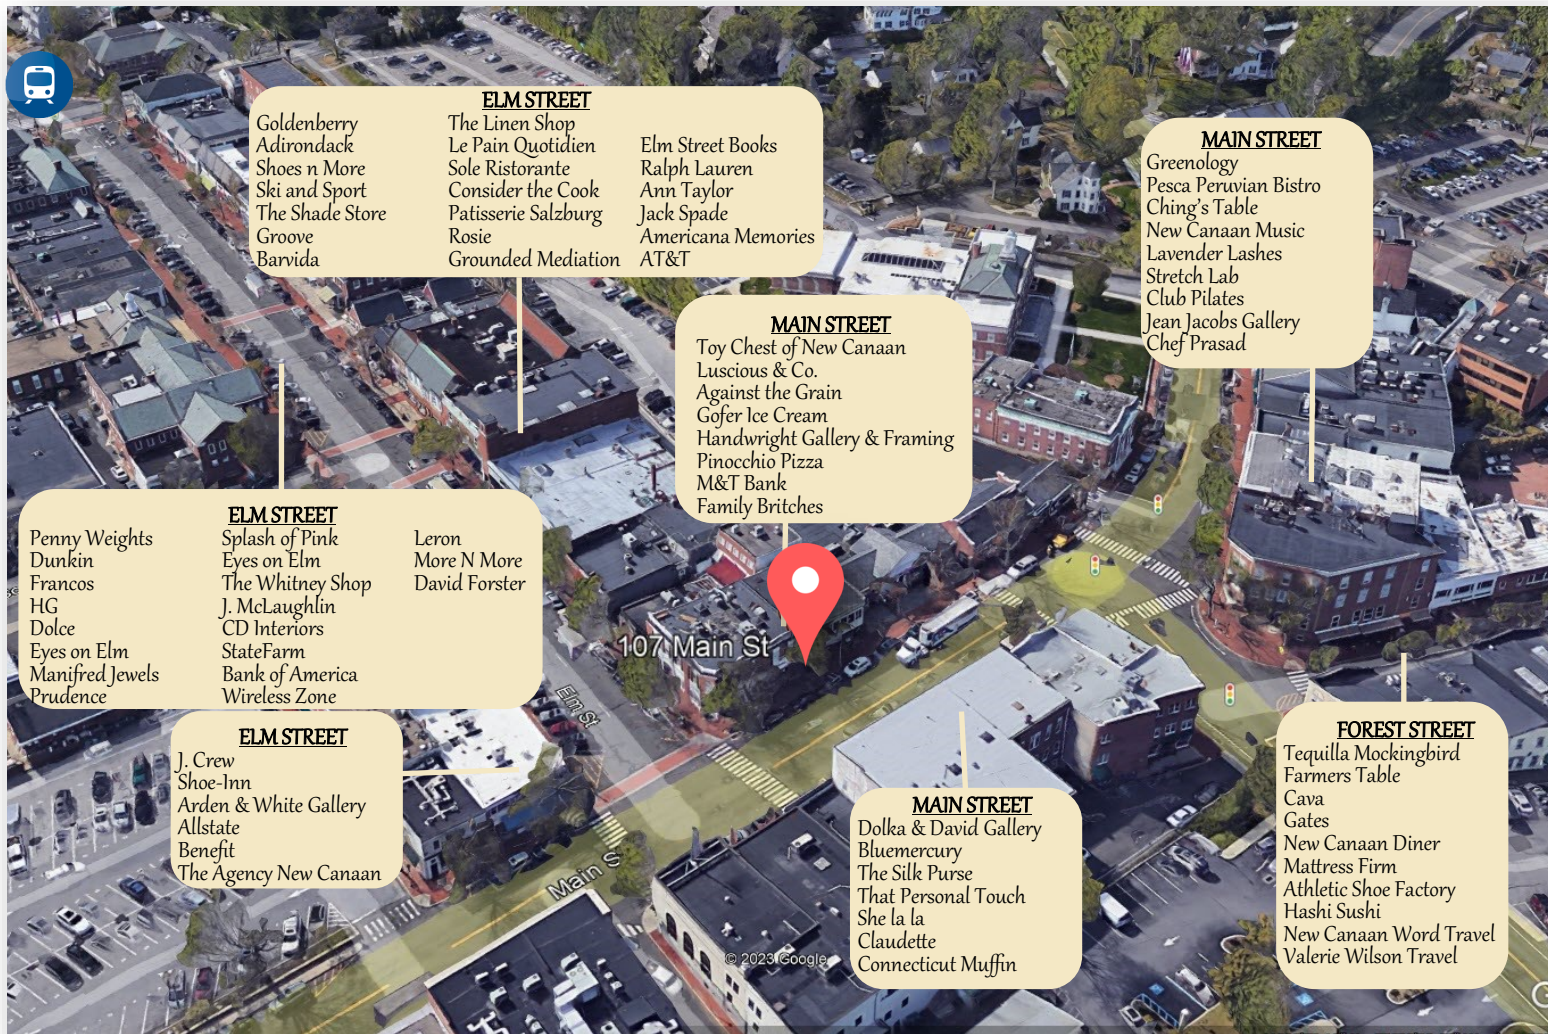 ELM STREET
Goldenberry
Adirondack
Shoes n More
Ski and Sport
The Shade Store
Groove
Barvida
The Linen Shop
Le Pain Quotidien
Sole Ristorante
Consider the Cook
Patisserie Salzburg
Rosie
Grounded Mediation
Elm Street Books
Ralph Lauren
Ann Taylor
Jack Spade
Americana Memories
AT&T
MAIN STREET
Greenology
Pesca Peruvian Bistro
Ching's Table
New Canaan Music
Lavender Lashes
Stretch Lab
Club Pilates
Jean Jacobs Gallery
Chef Prasad
MAIN STREET
Toy Chest of New Canaan
Luscious & Co.
Against the Grain
Gofer Ice Cream
Handwright Gallery & Framing
Pinocchio Pizza
M&T Bank
Family Britches
ELM STREET
Penny Weights
Dunkin
Francos
HG
Dolce
Eyes on Elm
Manifred Jewels
Prudence
Splash of Pink
Eyes on Elm
The Whitney Shop
J. McLaughlin
CD Interiors
StateFarm
Bank of America
Wireless Zone
Leron
More N More
David Forster
107 Main St
Elm St
ELM STREET
J. Crew
Shoe-Inn
Arden & White Gallery
Allstate
Benefit
The Agency New Canaan
Main S
MAIN STREET
Dolka & David Gallery
Bluemercury
The Silk Purse
That Personal Touch
She la la
Claudette
Connecticut Muffin
FOREST STREET
Tequilla Mockingbird
Farmers Table
Cava
Gates
New Canaan Diner
Mattress Firm
Athletic Shoe Factory
Hashi Sushi
New Canaan Word Travel
Valerie Wilson Travel
© 2023 Google